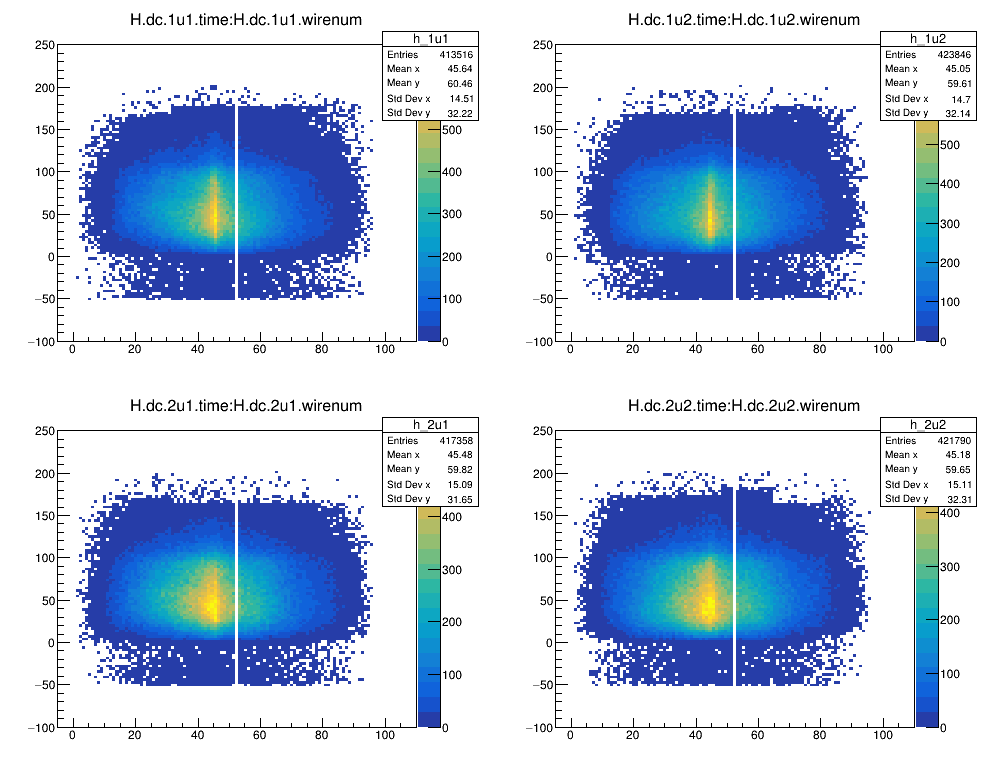 H.dc.1u1.time:H.dc.1u1.wirenum
h_1u1
Entries 413516
Mean x 45.64
Mean y 60.46
Std Dev x 14.51
Std Dev y 32.22
250
200
150
100
50
0
−50
−100
0 20 40 60 80 100
500
400
300
200
100
0
H.dc.1u2.time:H.dc.1u2.wirenum
h_1u2
Entries 423846
Mean x 45.05
Mean y 59.61
Std Dev x 14.7
Std Dev y 32.14
250
200
150
100
50
0
−50
−100
0 20 40 60 80 100
500
400
300
200
100
0
H.dc.2u1.time:H.dc.2u1.wirenum
h_2u1
Entries 417358
Mean x 45.48
Mean y 59.82
Std Dev x 15.09
Std Dev y 31.65
250
200
150
100
50
0
−50
−100
0 20 40 60 80 100
400
300
200
100
0
H.dc.2u2.time:H.dc.2u2.wirenum
h_2u2
Entries 421790
Mean x 45.18
Mean y 59.65
Std Dev x 15.11
Std Dev y 32.31
250
200
150
100
50
0
−50
−100
0 20 40 60 80 100
400
300
200
100
0